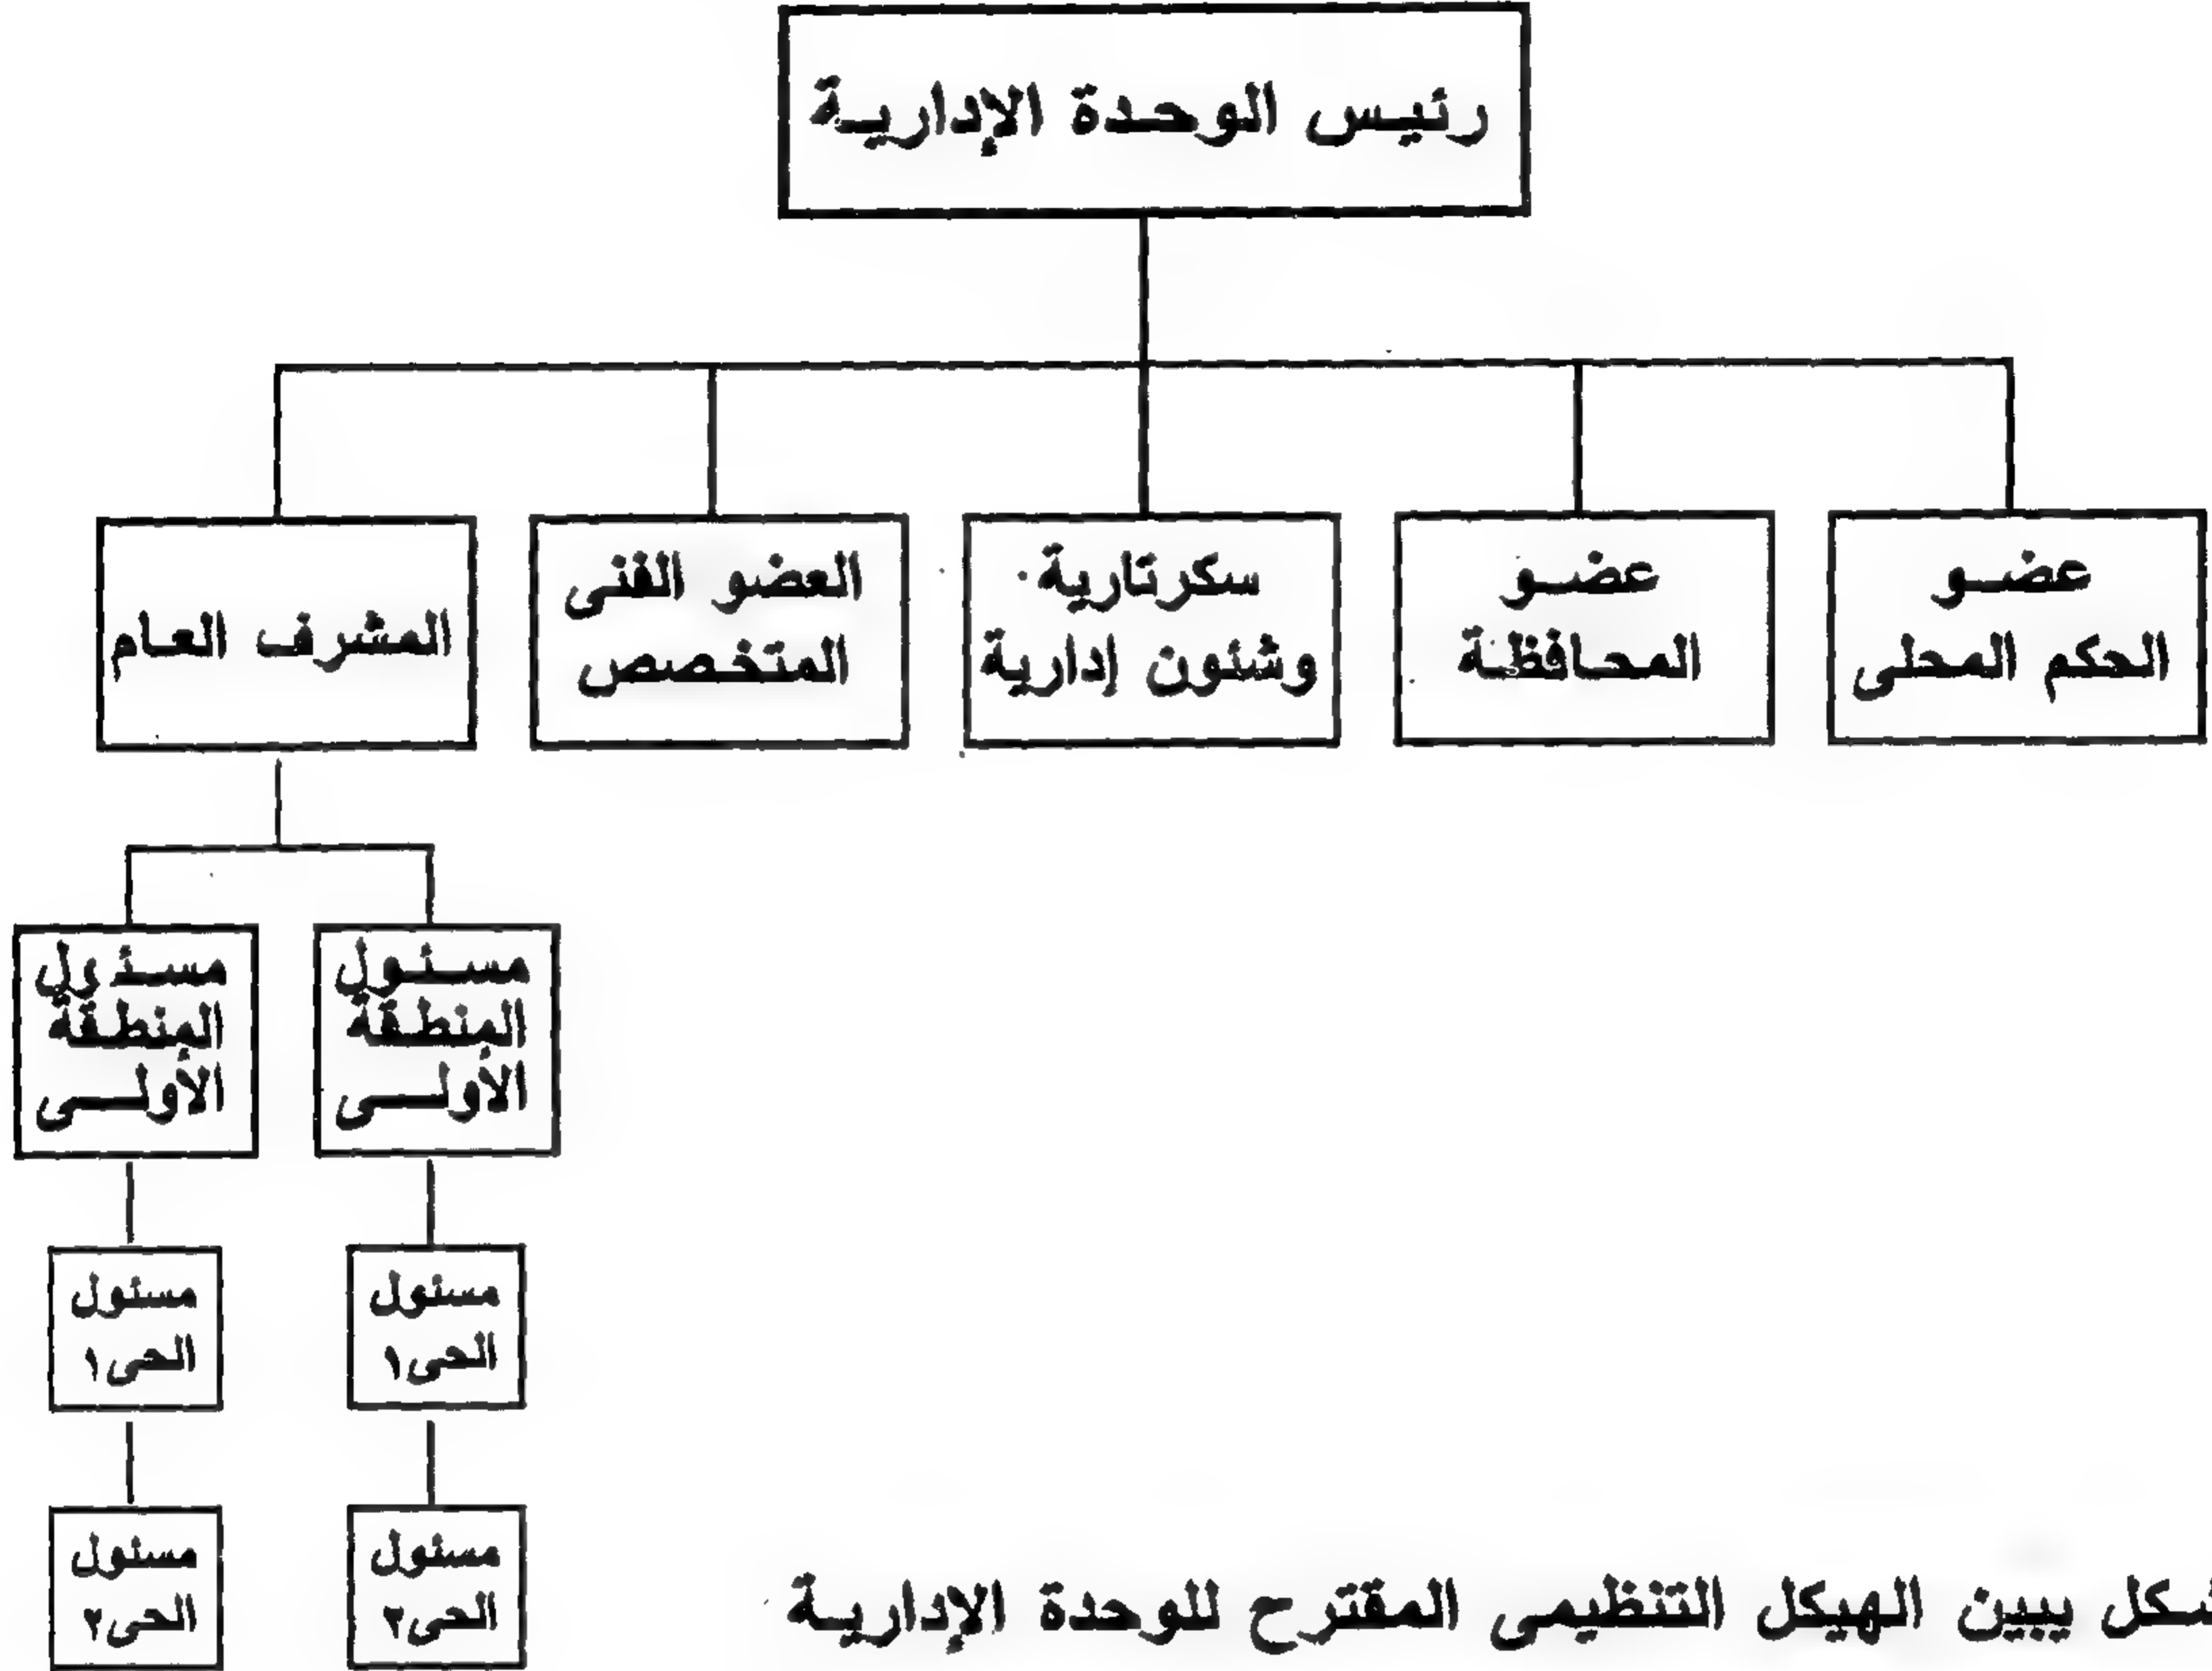 رئيس الوحدة الإدارية
عضو
الحكم المحلى
عضو
المحافظة
سكرتارية
وشئون إدارية
العضو الفنى
المتخصص
المشرف العام
مسئول
المنطقة
الأولى
مسئول
المنطقة
الأولى
مسئول
الحى١
مسئول
الحى١
مسئول
الحى٢
مسئول
الحى٢
شكل يبين الهيكل التنظيمى المقترح للوحدة الإدارية